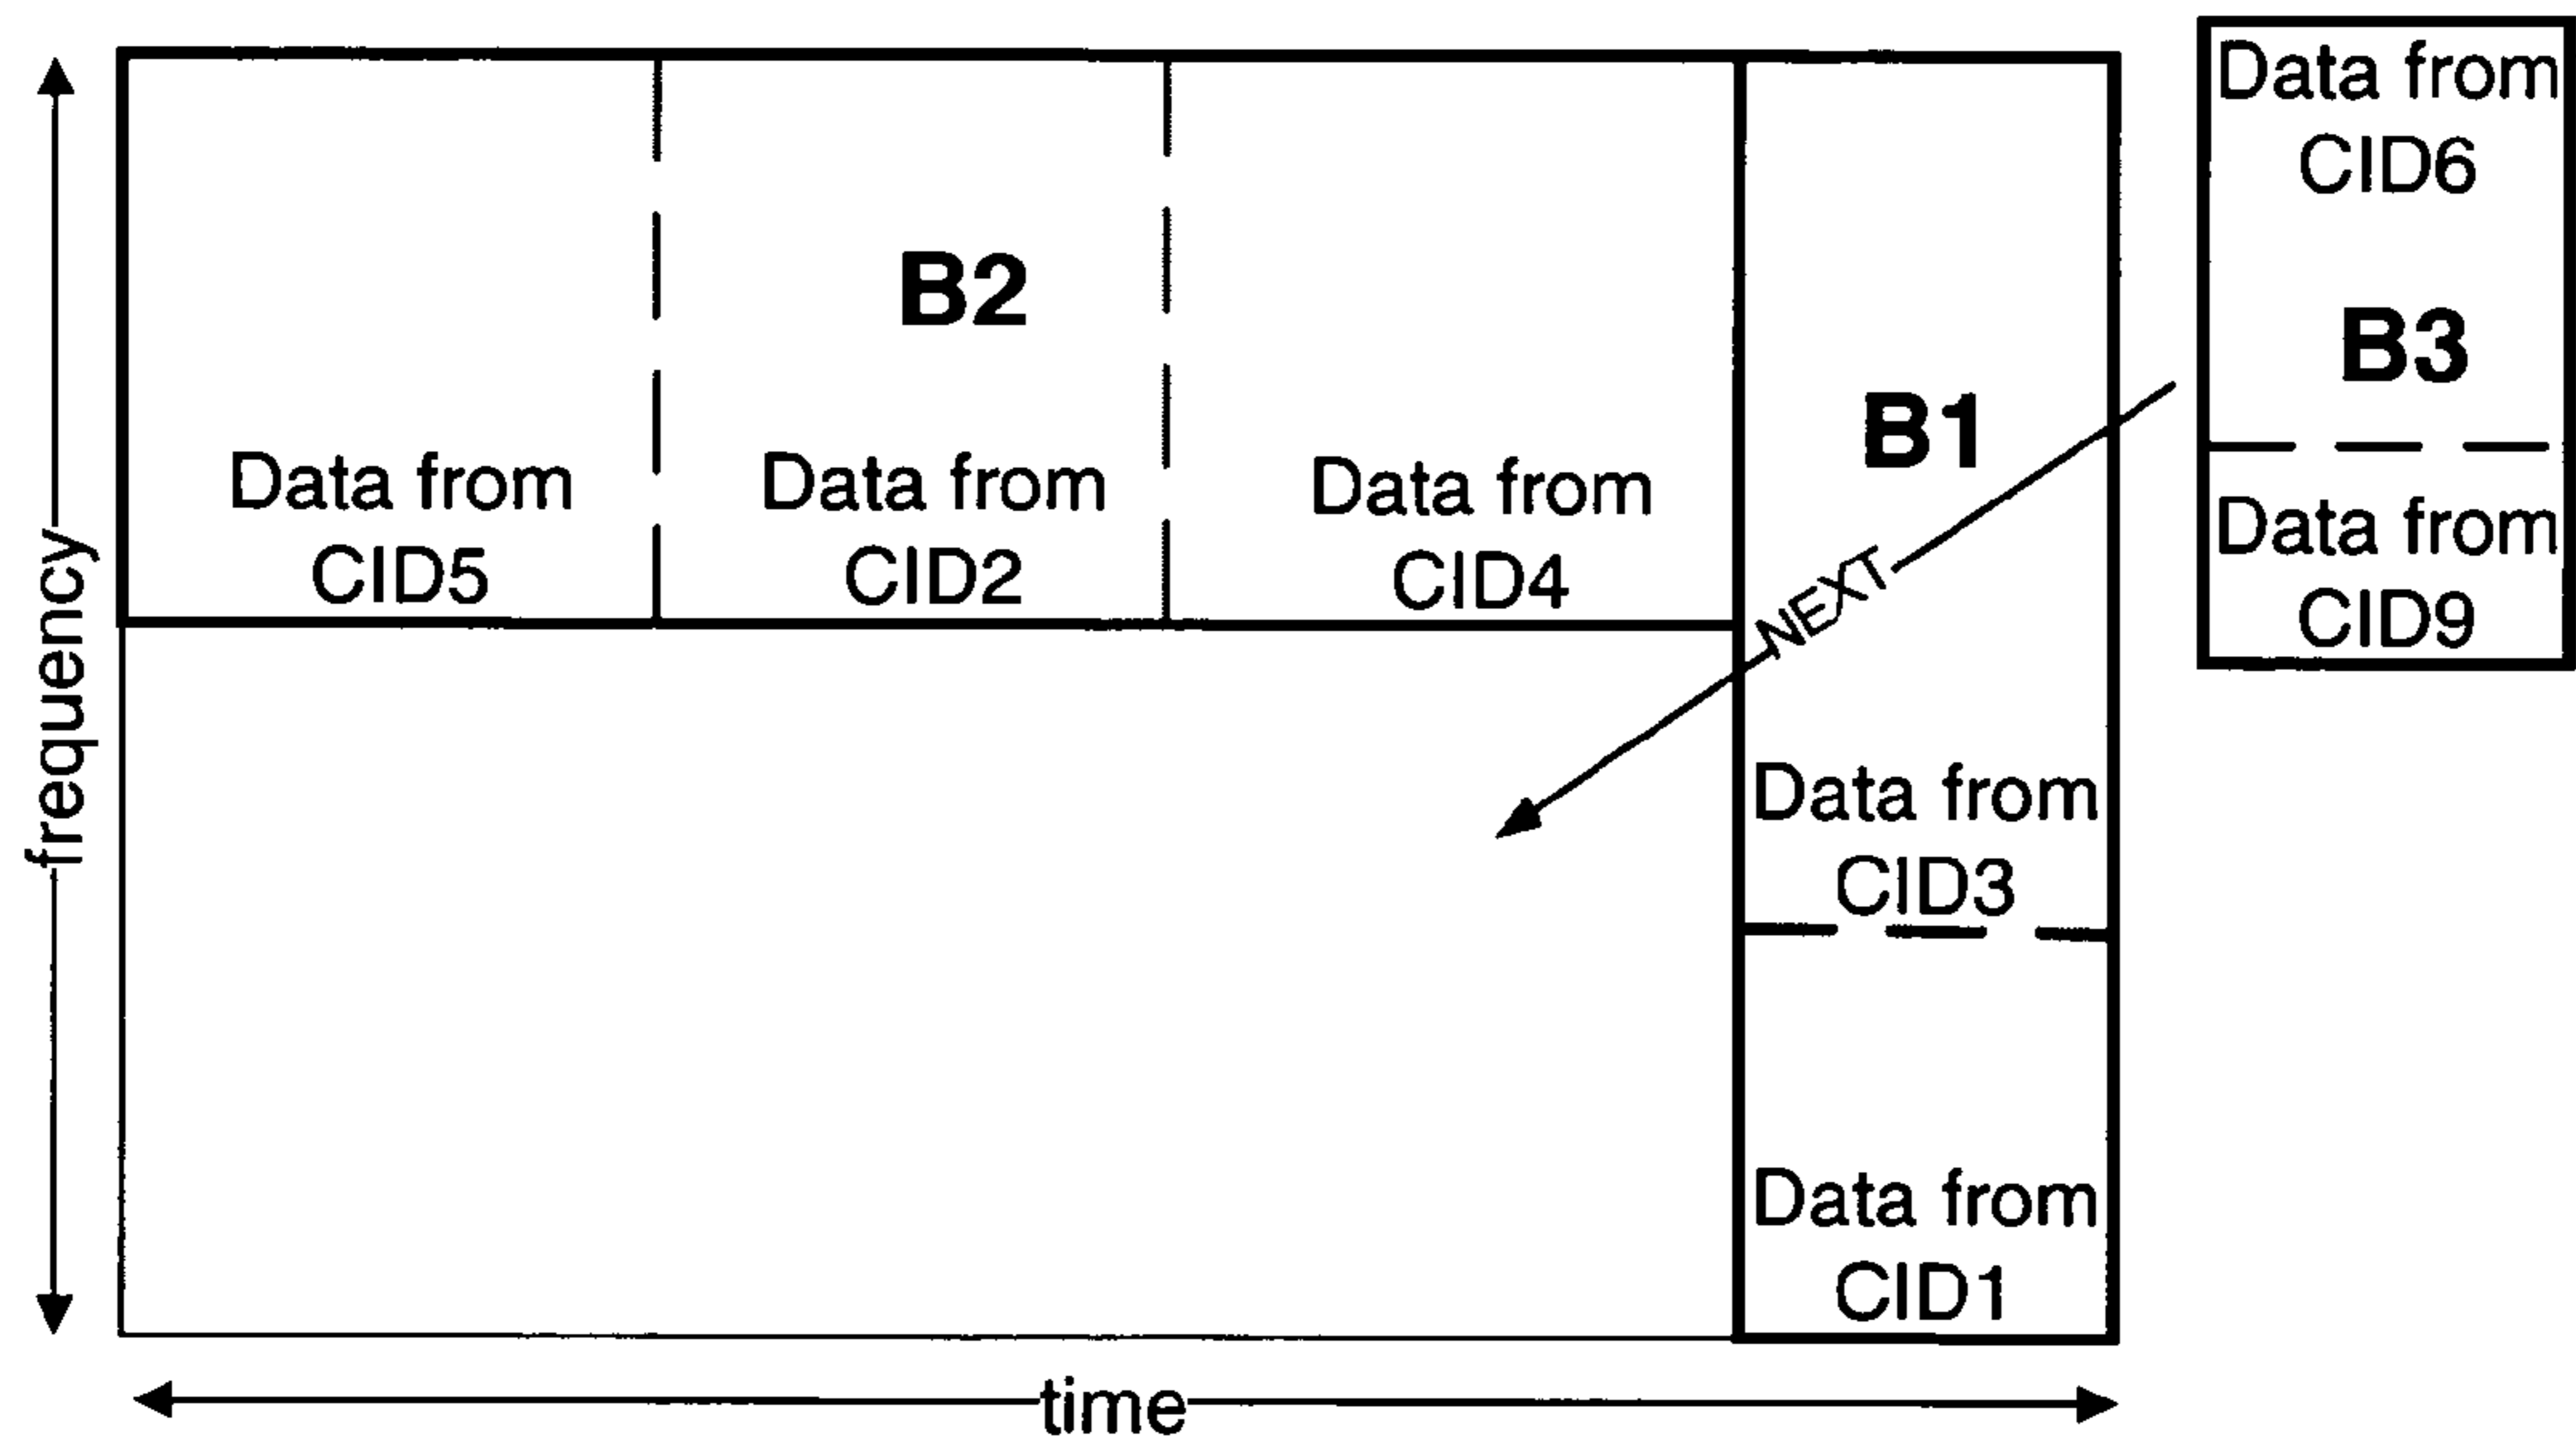 Data from
CID6
B3
Data from
CID9
B2
B1
Data from
CID5
Data from
CID2
Data from
CID4
NEXT
Data from
CID3
Data from
CID1
frequency
time